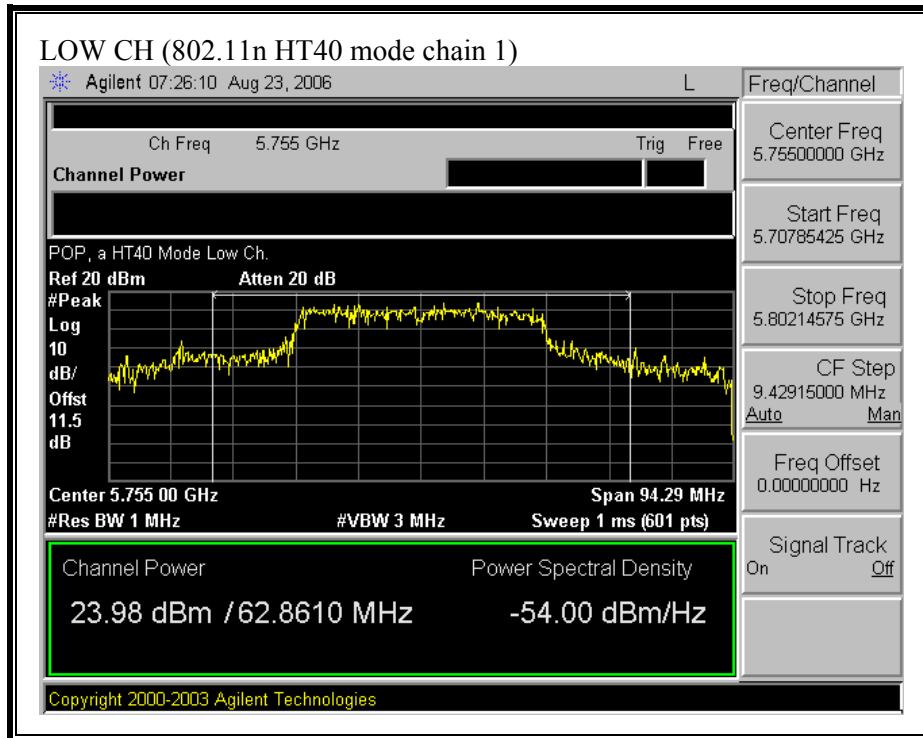 LOW CH (802.11n HT40 mode chain 1)
Agilent 07:26:10 Aug 23, 2006 L
Freq/Channel
Ch Freq 5.755 GHz Trig Free
Channel Power
Center Freq
5.75500000 GHz
Start Freq
5.70785425 GHz
POP, a HT40 Mode Low Ch.
Ref 20 dBm Atten 20 dB
#Peak
Log
10
dB/
Offst
11.5
dB
Stop Freq
5.80214575 GHz
CF Step
9.42915000 MHz
Auto Man
Freq Offset
0.00000000 Hz
Center 5.755 00 GHz Span 94.29 MHz
#Res BW 1 MHz #VBW 3 MHz Sweep 1 ms (601 pts)
Signal Track
On Off
Channel Power Power Spectral Density
23.98 dBm / 62.8610 MHz -54.00 dBm/Hz
Copyright 2000-2003 Agilent Technologies